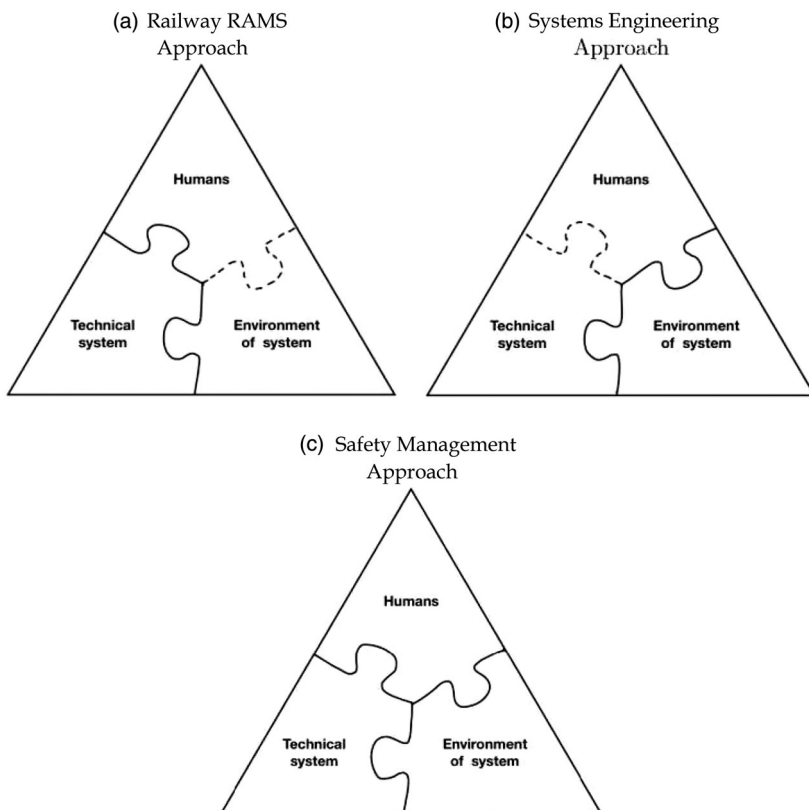 (a) Railway RAMS
Approach
(b) Systems Engineering
Approach
Humans
Technical
system
Environment
of system
Humans
Technical
system
Environment
of system
(c) Safety Management
Approach
Humans
Technical
system
Environment
of system